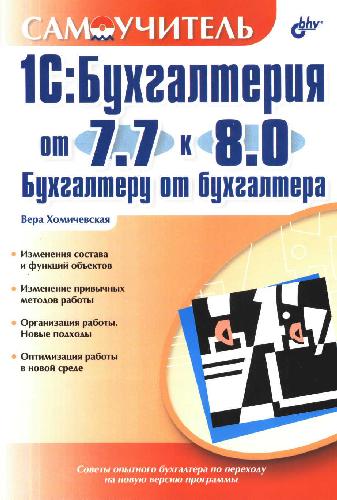 САМОУЧИТЕЛЬ
bhv®
1С:Бухгалтерия
от 7.7 к 8.0
Бухгалтеру от бухгалтера
Вера Хомичевская
• Изменения состава
и функций объектов
• Изменение привычных
методов работы
• Организация работы.
Новые подходы
• Оптимизация работы
в новой среде
Советы опытного бухгалтера по переходу
на новую версию программы